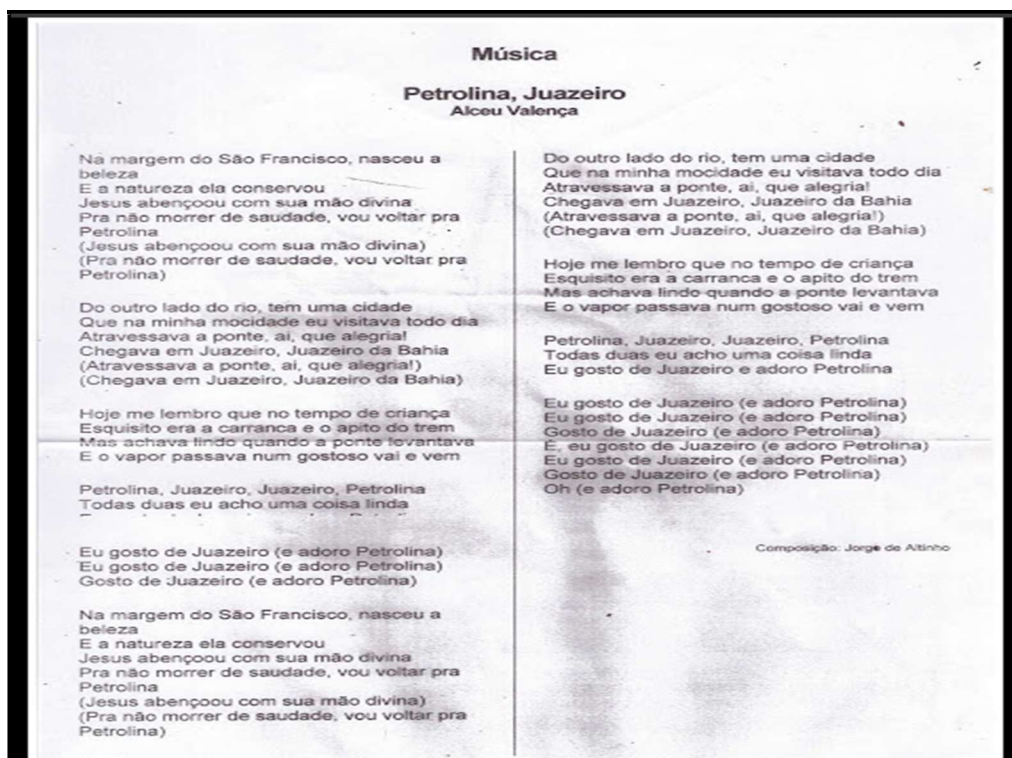 Música
Petrolina, Juazeiro
Alceu Valença
Na margem do São Francisco, nasceu a
beleza
E a natureza ela conservou
Jesus abençoou com sua mão divina
Pra não morrer de saudade, vou voltar pra
Petrolina
(Jesus abençoou com sua mão divina)
(Pra não morrer de saudade, vou voltar pra
Petrolina)
Do outro lado do rio, tem uma cidade
Que na minha mocidade eu visitava todo dia
Atravessava a ponte, ai, que alegria!
Chegava em Juazeiro, Juazeiro da Bahia
(Atravessava a ponte, ai, que alegria!)
(Chegava em Juazeiro, Juazeiro da Bahia)
Hoje me lembro que no tempo de criança
Esquisito era a carranca e o apito do trem
Mas achava lindo quando a ponte levantava
E o vapor passava num gostoso vai e vem
Petrolina, Juazeiro, Juazeiro, Petrolina
Todas duas eu acho uma coisa linda
Eu gosto de Juazeiro (e adoro Petrolina)
Eu gosto de Juazeiro (e adoro Petrolina)
Gosto de Juazeiro (e adoro Petrolina)
Na margem do São Francisco, nasceu a
beleza
E a natureza ela conservou
Jesus abençoou com sua mão divina
Pra não morrer de saudade, vou voltar pra
Petrolina
(Jesus abençoou com sua mão divina)
(Pra não morrer de saudade, vou voltar pra
Petrolina)
Do outro lado do rio, tem uma cidade
Que na minha mocidade eu visitava todo dia
Atravessava a ponte, ai, que alegria!
Chegava em Juazeiro, Juazeiro da Bahia
(Atravessava a ponte, ai, que alegria!)
(Chegava em Juazeiro, Juazeiro da Bahia)
Hoje me lembro que no tempo de criança
Esquisito era a carranca e o apito do trem
Mas achava lindo quando a ponte levantava
E o vapor passava num gostoso vai e vem
Petrolina, Juazeiro, Juazeiro, Petrolina
Todas duas eu acho uma coisa linda
Eu gosto de Juazeiro e adoro Petrolina
Eu gosto de Juazeiro (e adoro Petrolina)
Eu gosto de Juazeiro (e adoro Petrolina)
Gosto de Juazeiro (e adoro Petrolina)
É, eu gosto de Juazeiro (e adoro Petrolina)
Eu gosto de Juazeiro (e adoro Petrolina)
Gosto de Juazeiro (e adoro Petrolina)
Oh (e adoro Petrolina)
Composição: Jorge de Altinho